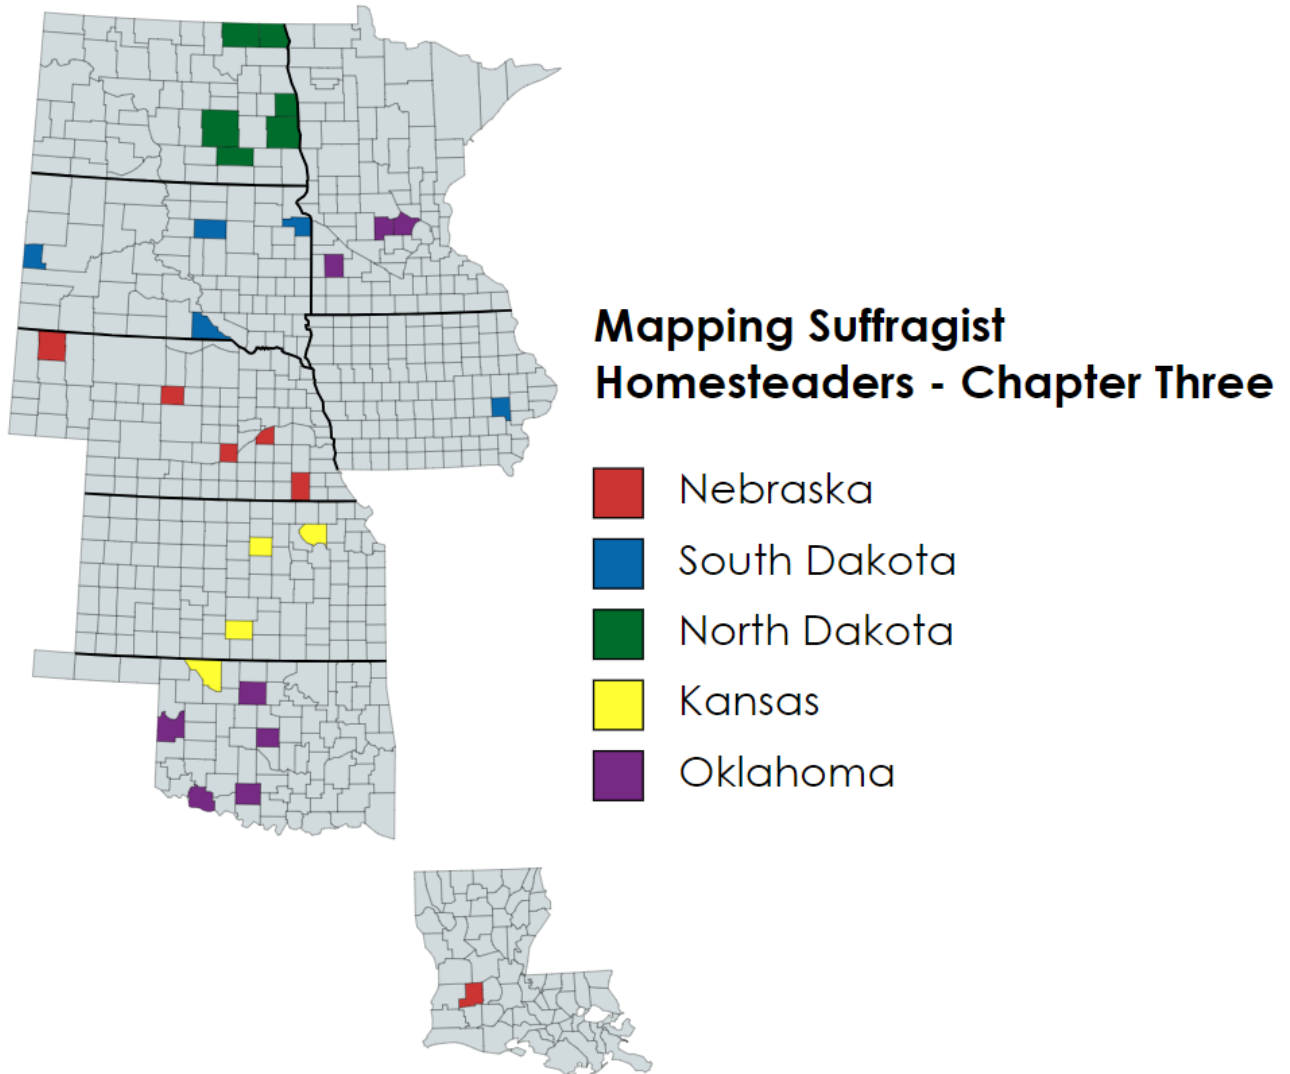 Mapping Suffragist
Homesteaders - Chapter Three
Nebraska
South Dakota
North Dakota
Kansas
Oklahoma